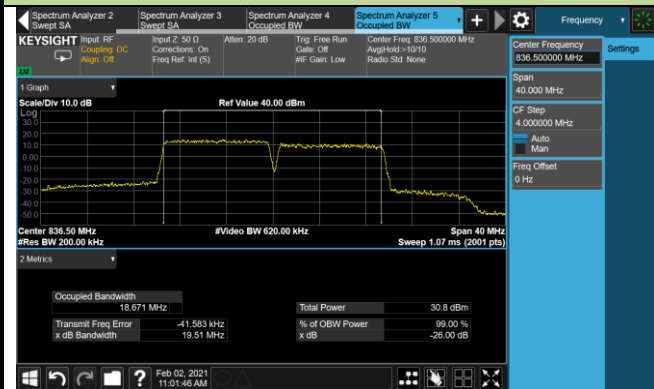 Spectrum Analyzer 2
Swept SA
Spectrum Analyzer 3
Swept SA
Spectrum Analyzer 4
Occupied BW
Spectrum Analyzer 5
Occupied BW
Frequency
KEYSIGHT
Input: RF
Coupling: DC
Align: Off
Input Z: 50 Ω
Corrections: On
Freq Ref: Int (S)
Atten: 20 dB
Trig: Free Run
Gate: Off
#IF Gain: Low
Center Freq: 836.500000 MHz
Avg|Hold:>10/10
Radio Std: None
Center Frequency
836.500000 MHz
Settings
Span
40.000 MHz
CF Step
4.000000 MHz
Auto
Man
Freq Offset
0 Hz
1 Graph
Scale/Div 10.0 dB
Ref Value 40.00 dBm
Log
30.0
20.0
10.0
0.00
-10.0
-20.0
-30.0
-40.0
-50.0
Center 836.50 MHz
#Video BW 620.00 kHz
Span 40 MHz
#Res BW 200.00 kHz
Sweep 1.07 ms (2001 pts)
2 Metrics
Occupied Bandwidth
18.671 MHz
Total Power
30.8 dBm
Transmit Freq Error
-41.583 kHz
% of OBW Power
99.00 %
x dB Bandwidth
19.51 MHz
x dB
-26.00 dB
Feb 02, 2021
11:01:46 AM